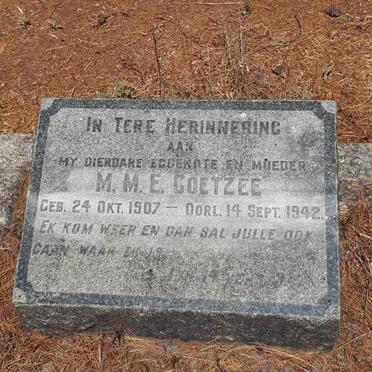 IN TERE HERINNERING
AAN
MY DIERBARE EGGENOTE EN MOEDER
M. M. E. COETZEE
GEB. 24 OKT. 1907 — OORL. 14 SEPT. 1942.
EK KOM WEER EN DAN SAL JULLE OOK
GAAN WAAR EK IS